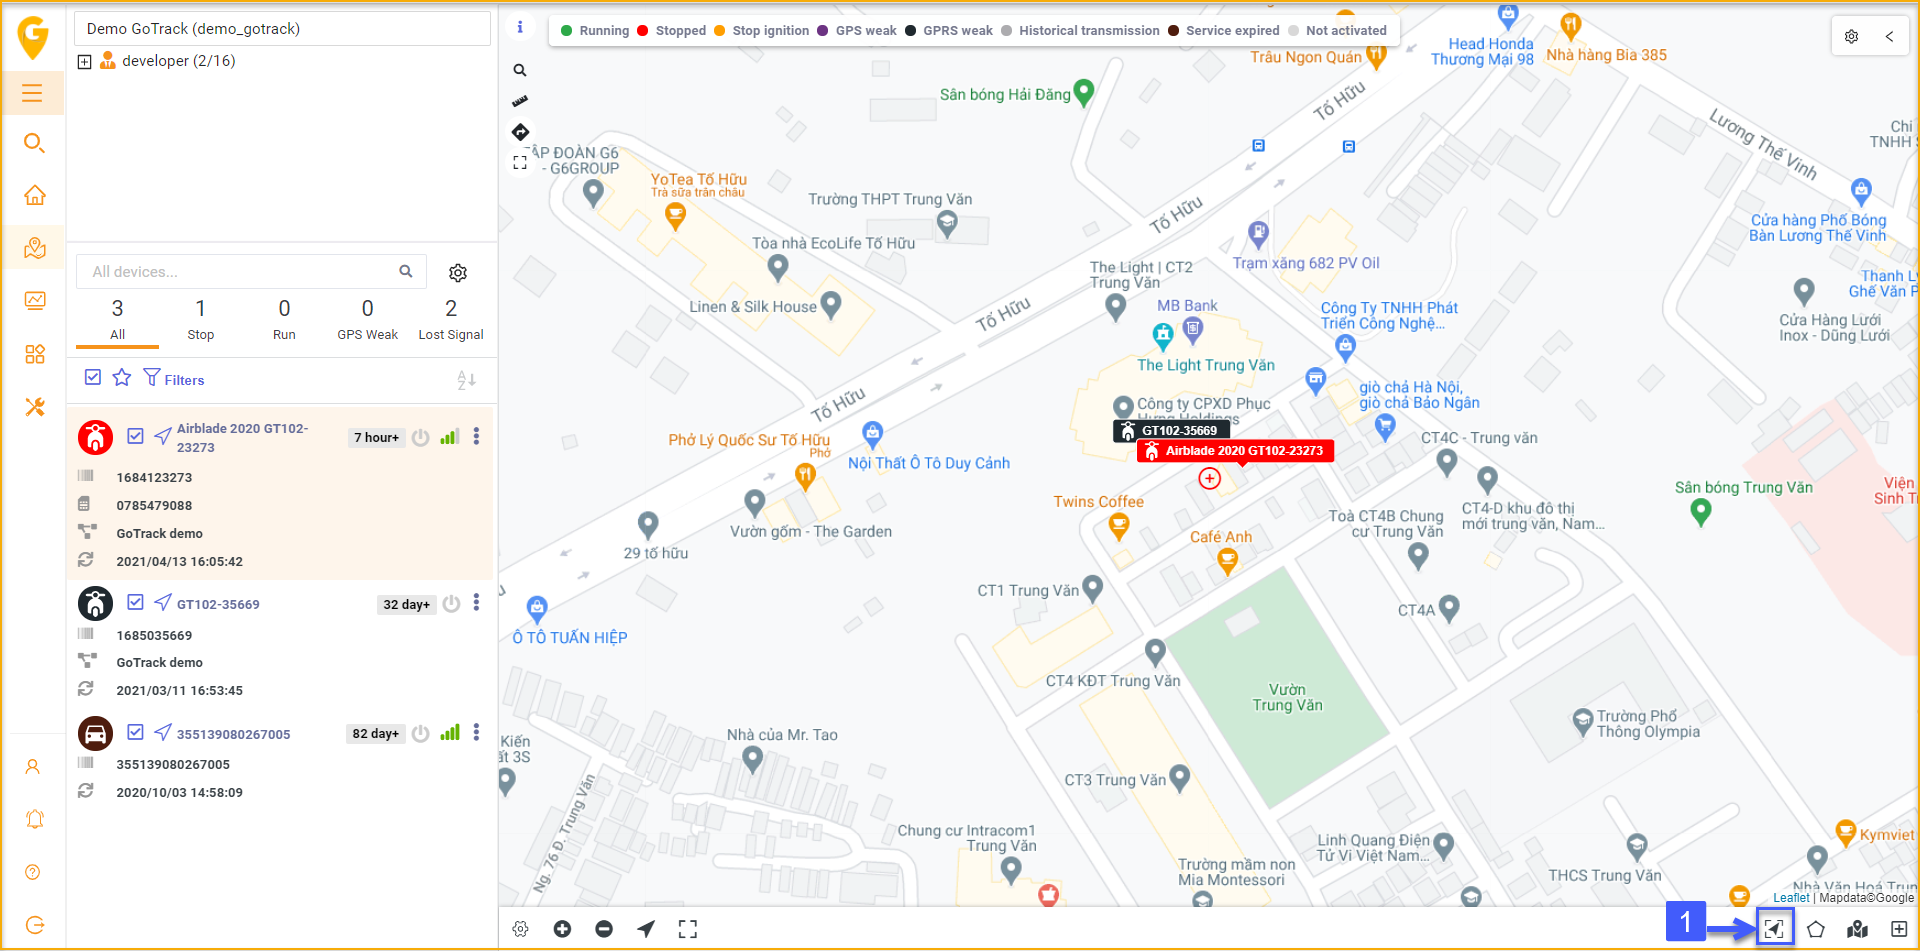 Demo GoTrack (demo_gotrack)
developer (2/16)
All devices...
3
All
1
Stop
0
Run
0
GPS Weak
2
Lost Signal
Filters
Airblade 2020 GT102-
23273
7 hour+
1684123273
0785479088
GoTrack demo
2021/04/13 16:05:42
GT102-35669
32 day+
1685035669
GoTrack demo
2021/03/11 16:53:45
355139080267005
82 day+
355139080267005
2020/10/03 14:58:09
Running
Stopped
Stop ignition
GPS weak
GPRS weak
Historical transmission
Service expired
Not activated
Trâu Ngon Quán
Head Honda
Thương Mại 98
Nhà hàng Bia 385
Sân bóng Hải Đăng
Tố Hữu
Lương Thế Vinh
Chi
TNHH
TẬP ĐOÀN G6
- G6GROUP
YoTea Tố Hữu
Trà sữa trân châu
Trường THPT Trung Văn
Tố Hữu
Cửa hàng Phố Bóng
Bàn Lương Thế Vinh
Tòa nhà EcoLife Tố Hữu
The Light | CT2
Trung Văn
Trạm xăng 682 PV Oil
Thanh L
Ghế Văn P
Linen & Silk House
Tố Hữu
MB Bank
Công Ty TNHH Phát
Triển Công Nghệ...
Cửa Hàng Lưới
Inox - Dũng Lưới
The Light Trung Văn
giò chả Hà Nội,
giò chả Bảo Ngân
Tố Hữu
Công ty CPXD Phục
Hưng Holdings
GT102-35669
Airblade 2020 GT102-23273
CT4C - Trung văn
Phở Lý Quốc Sư Tố Hữu
Phở
Nội Thất Ô Tô Duy Cảnh
Sân bóng Trung Văn
Viện
Sinh T
Twins Coffee
Toà CT4B Chung
cư Trung Văn
CT4-D khu đô thị
mới trung văn, Nam...
Vườn gốm - The Garden
29 tố hữu
Café Anh
CT1 Trung Văn
CT4A
Ô TÔ TUẤN HIỆP
CT4 KĐT Trung Văn
Vườn
Trung Văn
Trường Phổ
Thông Olympia
Nhà của Mr. Tao
Kiến
ất 3S
CT3 Trung Văn
Ng. 76 Đ. Trung Văn
Chung cư Intracom1
Trung Văn
Linh Quang Điện
Tử Vi Việt Nam...
Kymviet
Trường mầm non
Mia Montessori
THCS Trung Văn
Nhà Văn Hoá Trun
Leaflet | Mapdata©Google
1